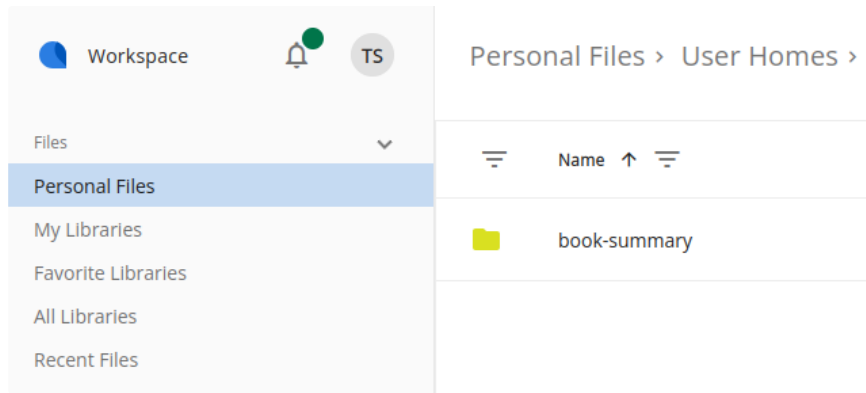 Workspace
TS
Personal Files › User Homes ›
Files
Personal Files
My Libraries
Favorite Libraries
All Libraries
Recent Files
Name
book-summary